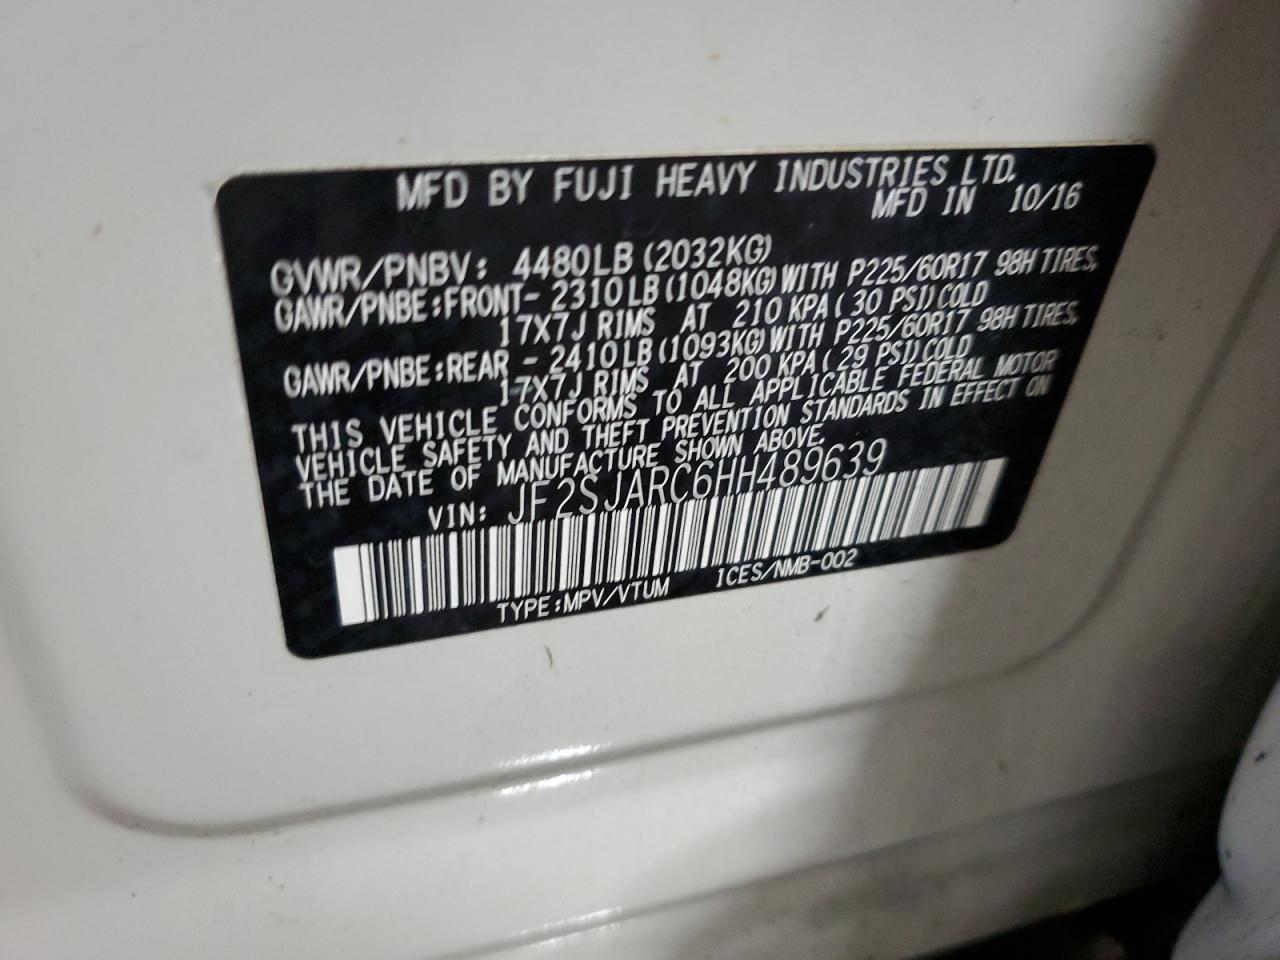 MFD BY FUJI HEAVY INDUSTRIES LTD.
MFD IN 10/16
GVWR/PNBV: 4480LB (2032KG)
GAWR/PNBE:FRONT- 2310LB (1048KG) WITH P225/60R17 98H TIRES,
17X7J RIMS AT 210 KPA ( 30 PSI) COLD
GAWR/PNBE:REAR - 2410LB (1093KG) WITH P225/60R17 98H TIRES,
17X7J RIMS AT 200 KPA ( 29 PSI) COLD
THIS VEHICLE CONFORMS TO ALL APPLICABLE FEDERAL MOTOR
VEHICLE SAFETY AND THEFT PREVENTION STANDARDS IN EFFECT ON
THE DATE OF MANUFACTURE SHOWN ABOVE.
VIN: JF2SJARC6HH489639
TYPE:MPV/VTUM ICES/NMB-002